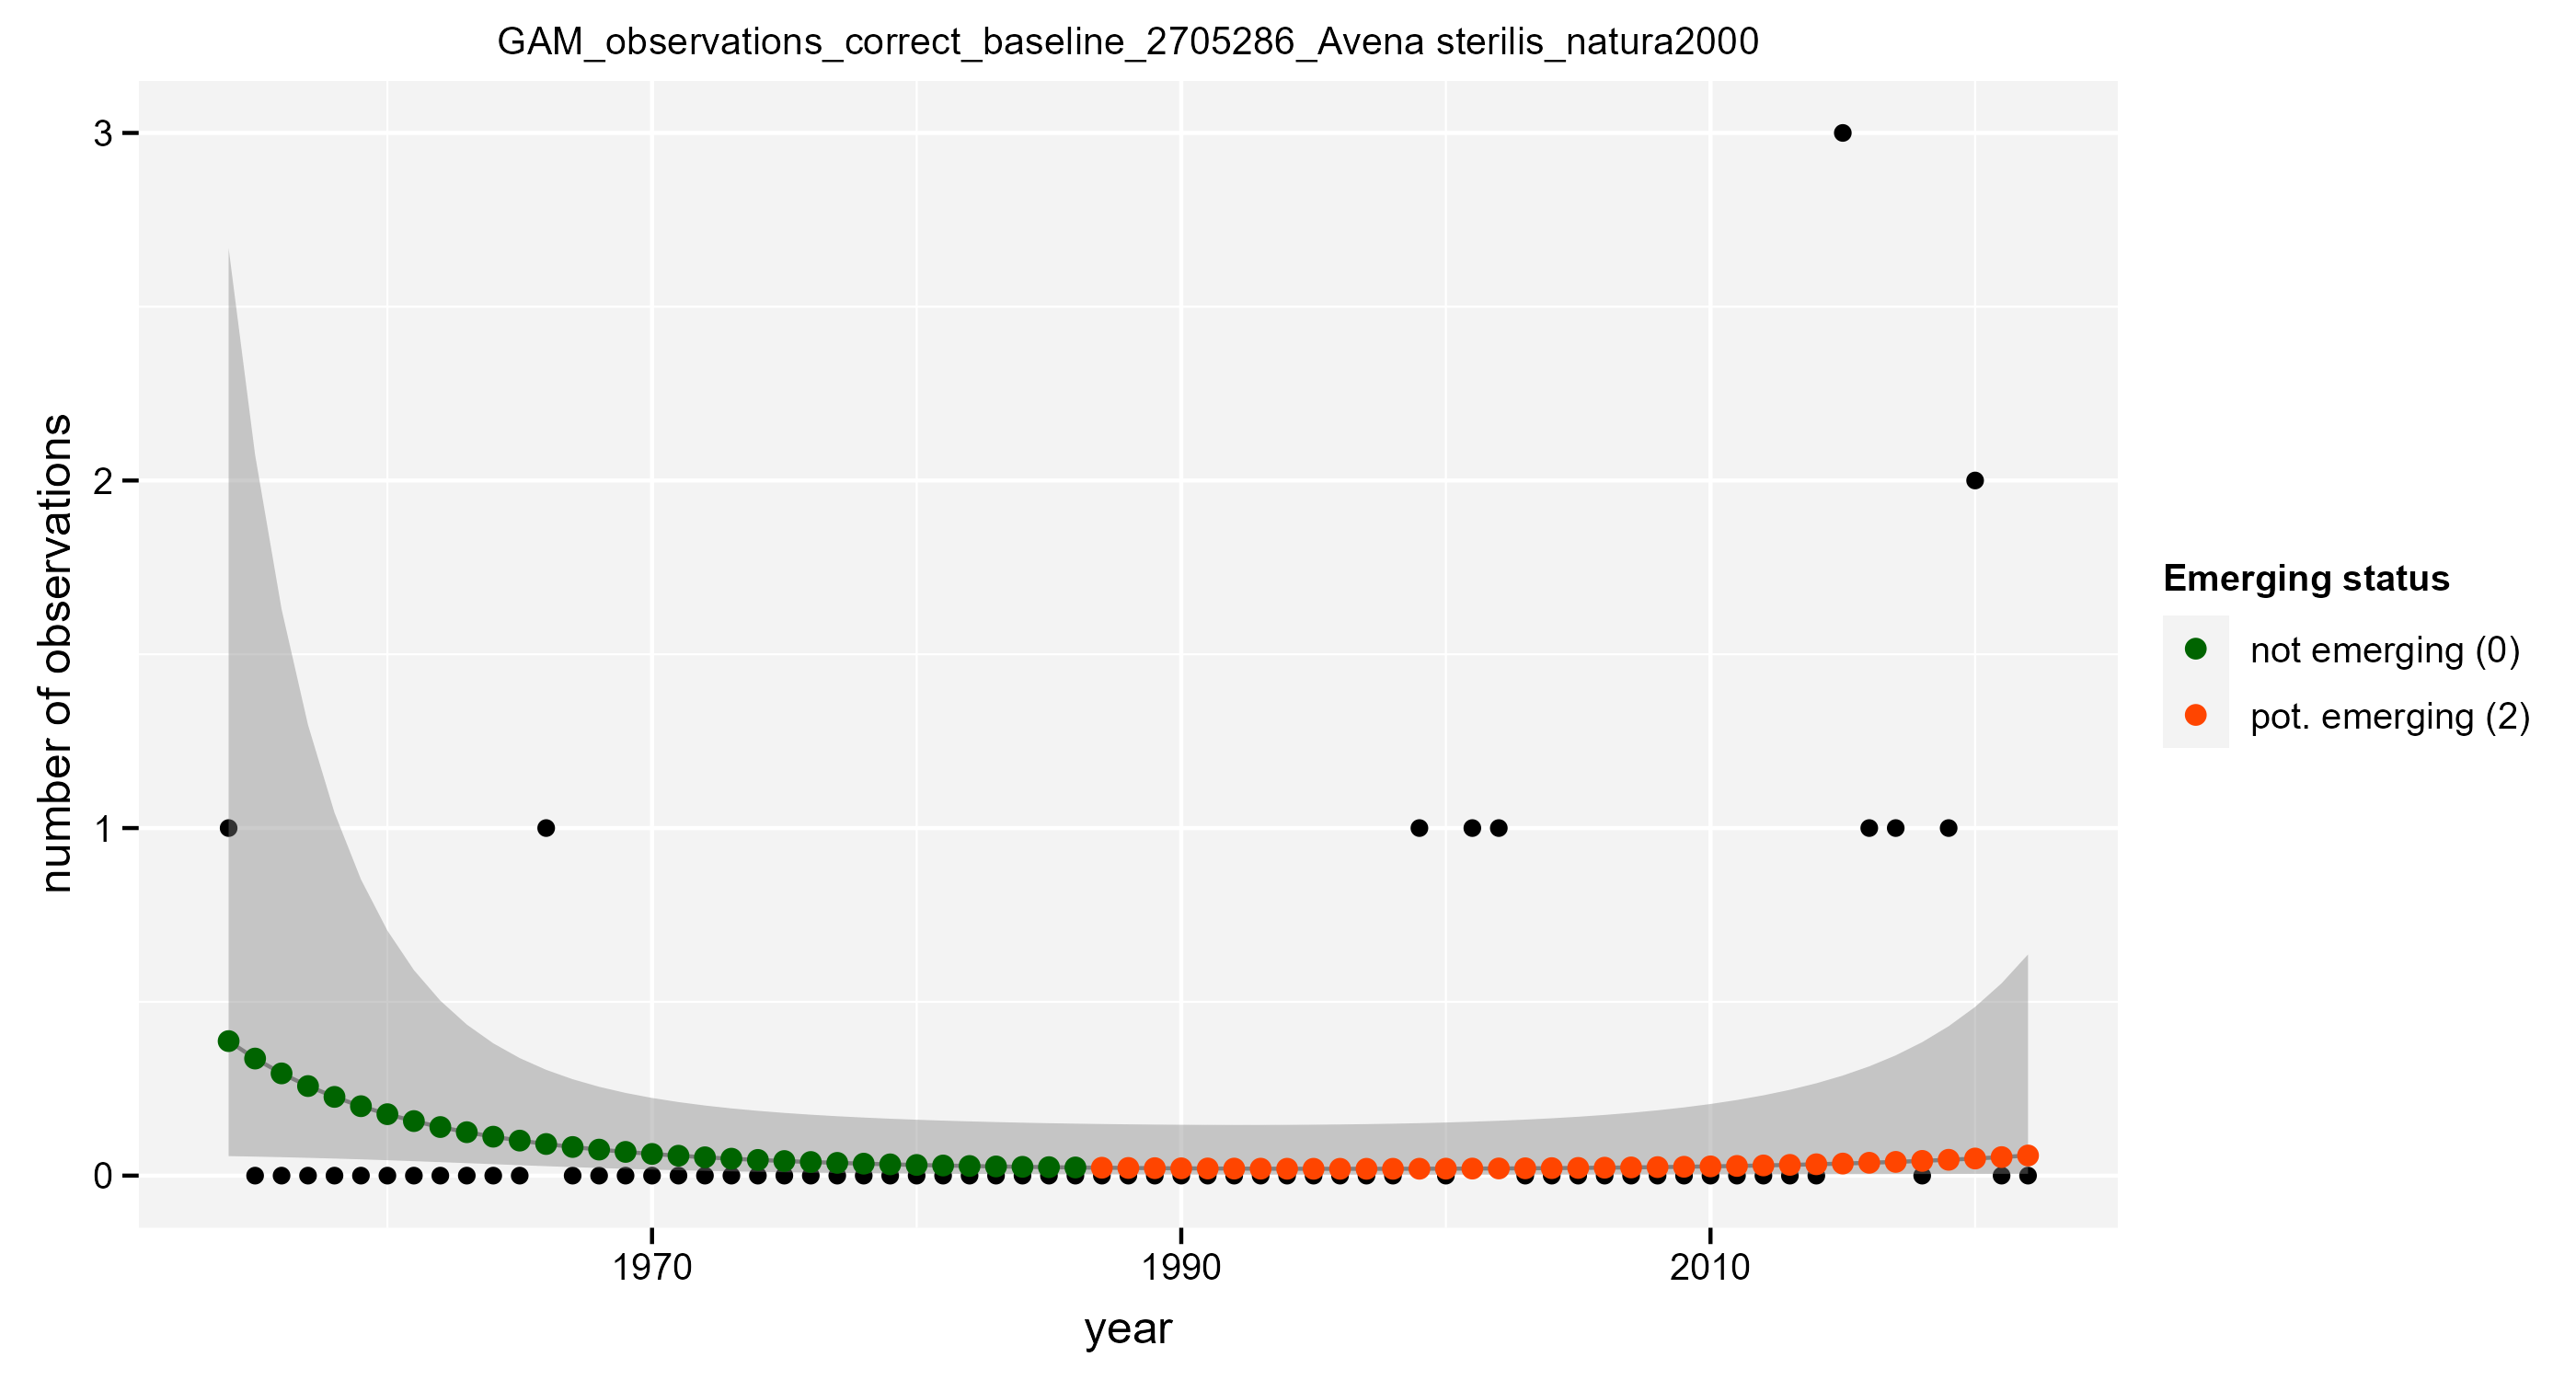 GAM_observations_correct_baseline_2705286_Avena sterilis_natura2000
number of observations
3
2
1
0
1970
1990
2010
year
Emerging status
not emerging (0)
pot. emerging (2)